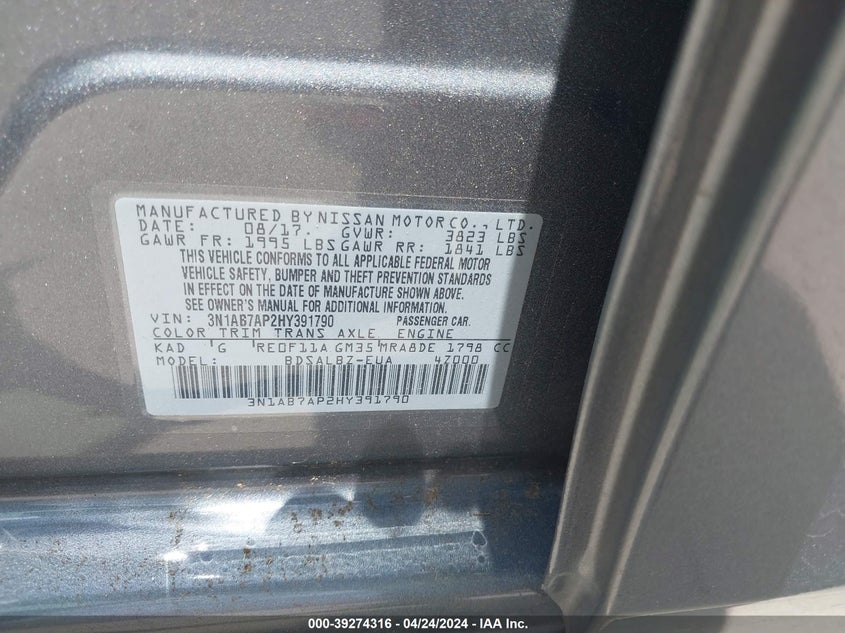 MANUFACTURED BY NISSAN MOTOR CO., LTD.
DATE: 08/17. GVWR: 3823 LBS
GAWR FR: 1995 LBS GAWR RR: 1841 LBS
THIS VEHICLE CONFORMS TO ALL APPLICABLE FEDERAL MOTOR
VEHICLE SAFETY, BUMPER AND THEFT PREVENTION STANDARDS
IN EFFECT ON THE DATE OF MANUFACTURE SHOWN ABOVE.
SEE OWNER'S MANUAL FOR ADDITIONAL INFORMATION.
VIN: 3N1AB7AP2HY391790 PASSENGER CAR.
COLOR TRIM TRANS AXLE ENGINE
KAD 'G 'RE0F11A GM35 'MRA8DE 1798 CC
MODEL: BDSALBZ-EUA 4Z000
3N1AB7AP2HY391790
000-39274316 - 04/24/2024 - IAA Inc.